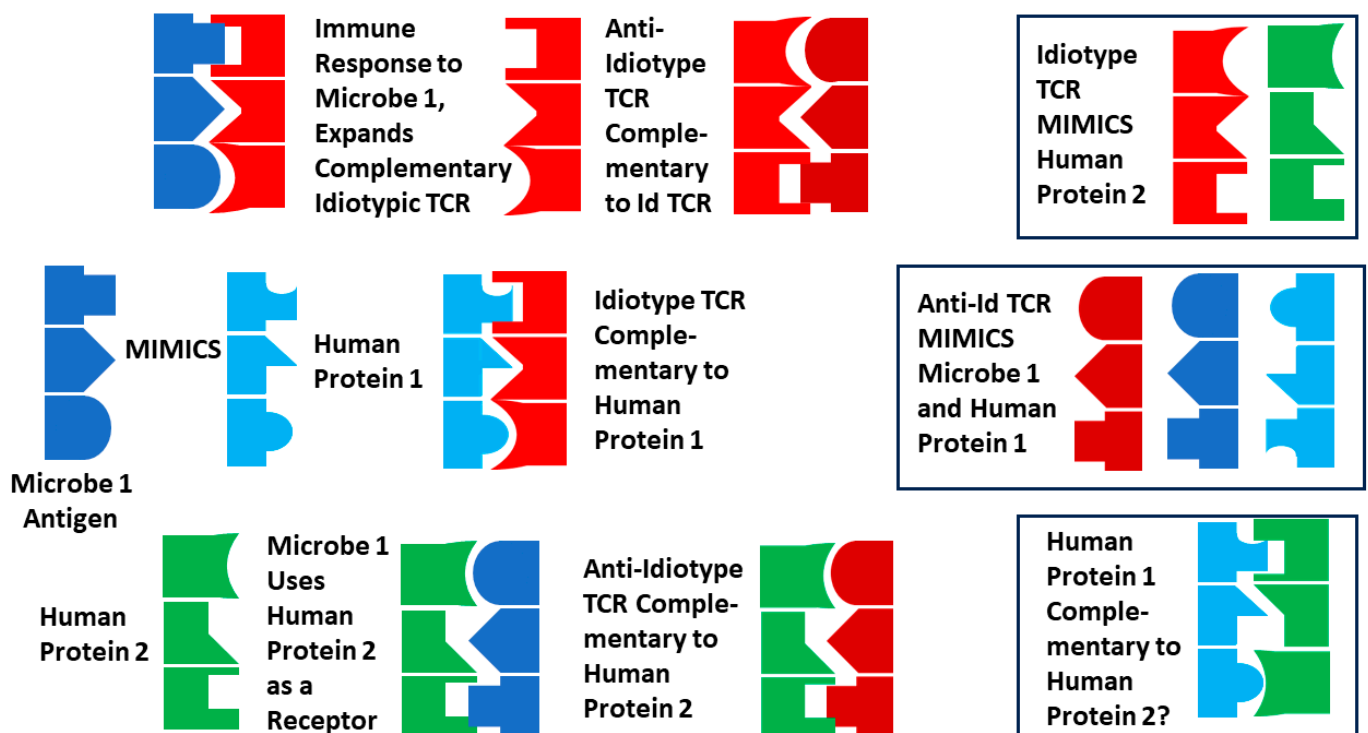 Immune
Response to
Microbe 1,
Expands
Complementary
Idiotypic TCR
Anti-
Idiotype
TCR
Comple-
mentary
to Id TCR
Idiotype
TCR
MIMICS
Human
Protein 2
Microbe 1
Antigen
MIMICS
Human
Protein 1
Idiotype TCR
Comple-
mentary to
Human
Protein 1
Anti-Id TCR
MIMICS
Microbe 1
and Human
Protein 1
Human
Protein 2
Microbe 1
Uses
Human
Protein 2
as a
Receptor
Anti-Idiotype
TCR Comple-
mentary to
Human
Protein 2
Human
Protein 1
Comple-
mentary to
Human
Protein 2?